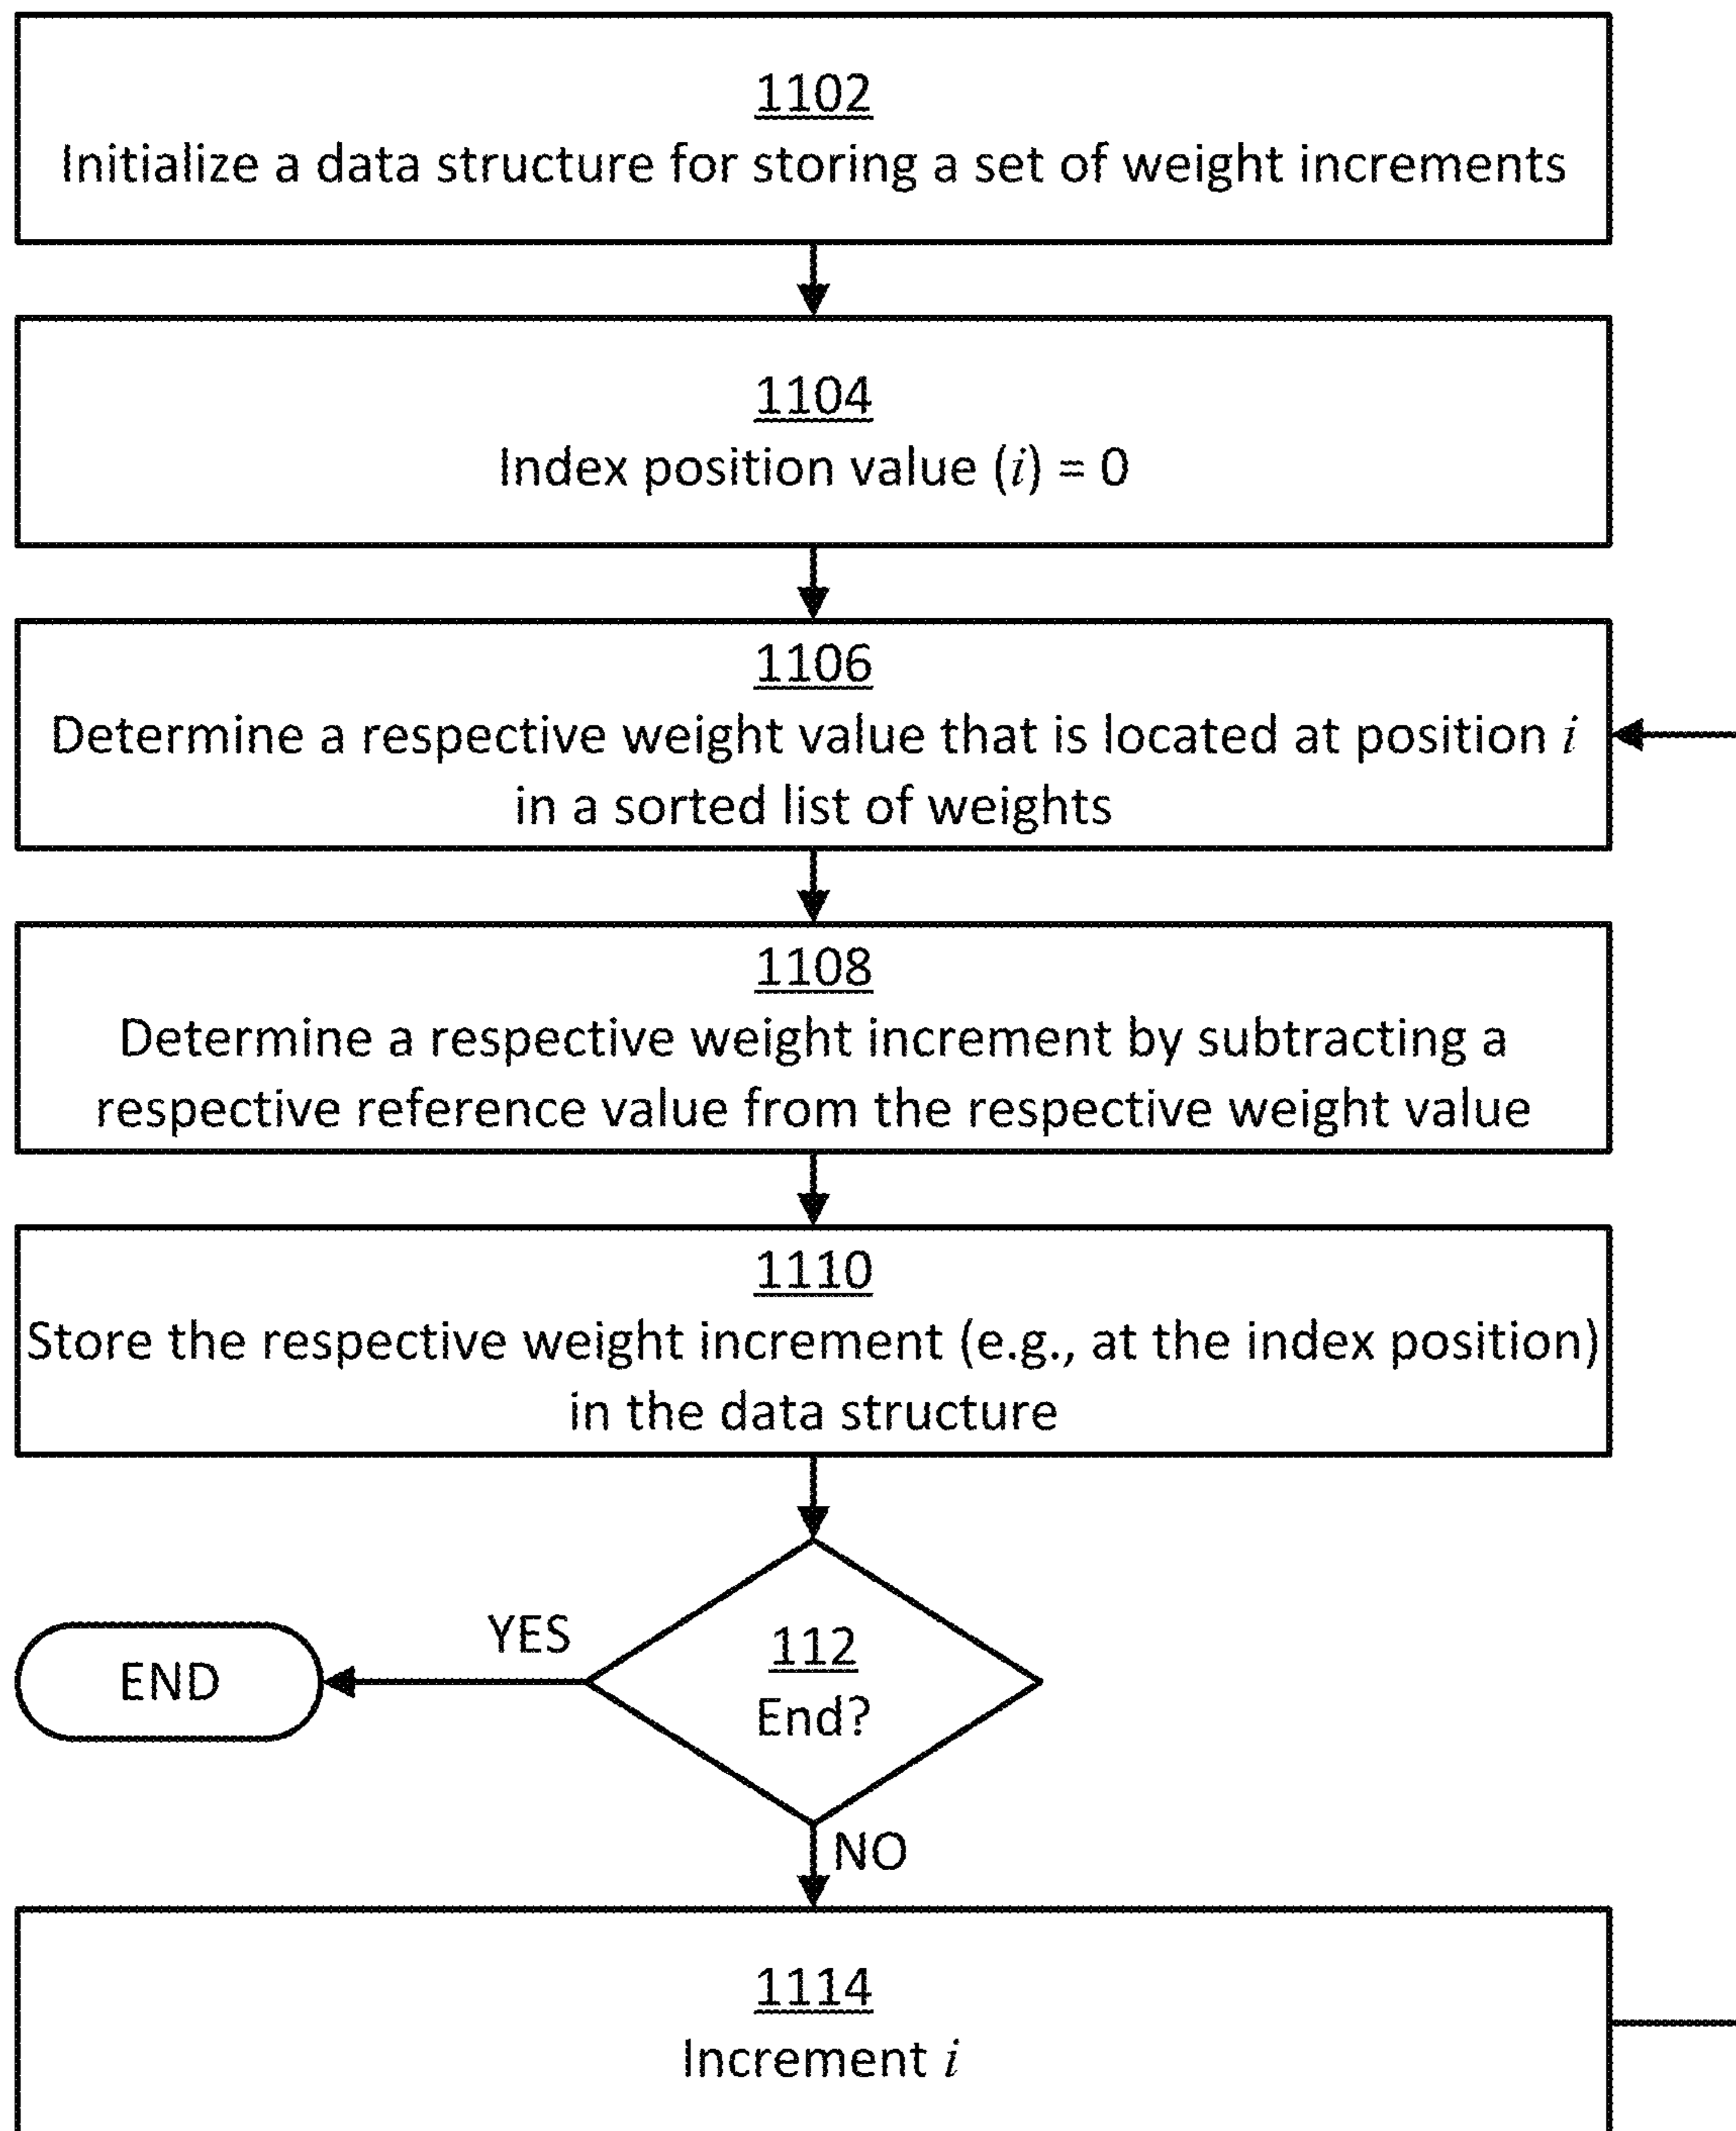 1102
Initialize a data structure for storing a set of weight increments
1104
Index position value (i) = 0
1106
Determine a respective weight value that is located at position i
in a sorted list of weights
1108
Determine a respective weight increment by subtracting a
respective reference value from the respective weight value
1110
Store the respective weight increment (e.g., at the index position)
in the data structure
YES
END
112
End?
NO
1114
Increment i